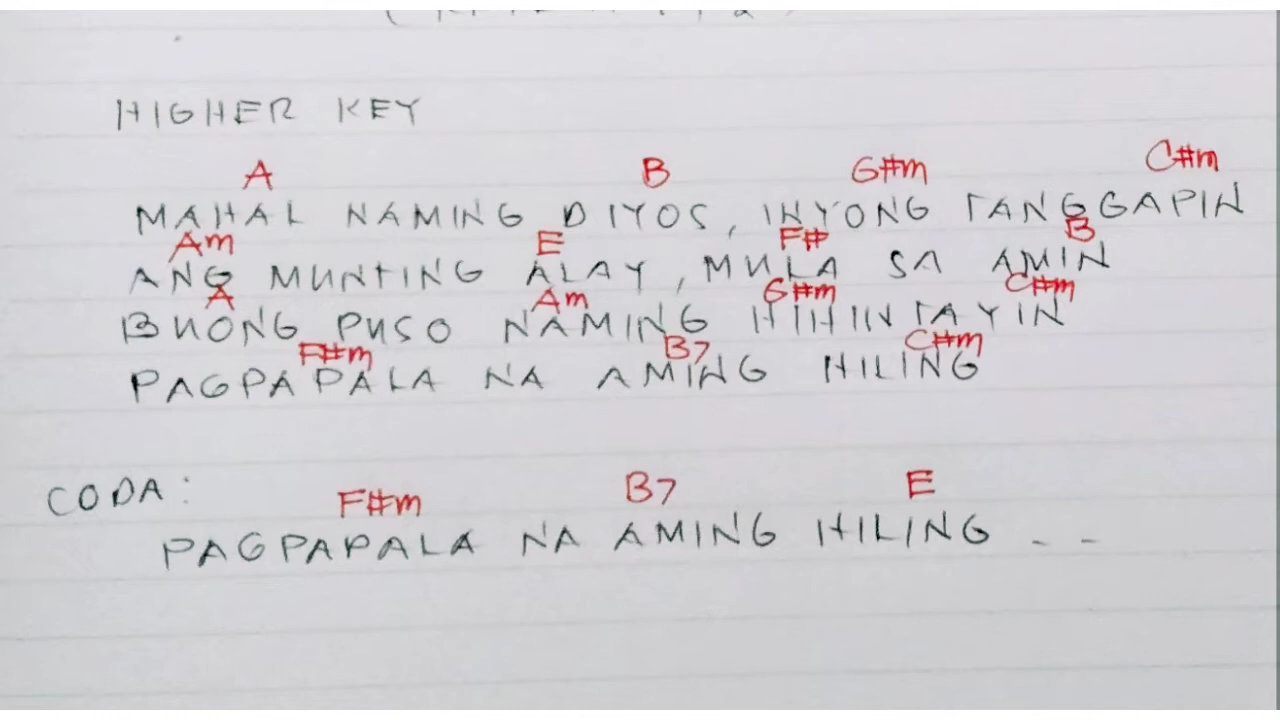 HIGHER KEY
A B G#m C#m
MAHAL NAMING DIYOS, INYONG TANGGAPIN
Am E F# B
ANG MUNTING ALAY, MULA SA AMIN
A Am G#m C#m
BUONG PUSO NAMING HIHINTAYIN
F#m B7 C#m
PAGPAPALA NA AMING HILING
CODA:
F#m B7 E
PAGPAPALA NA AMING HILING - -